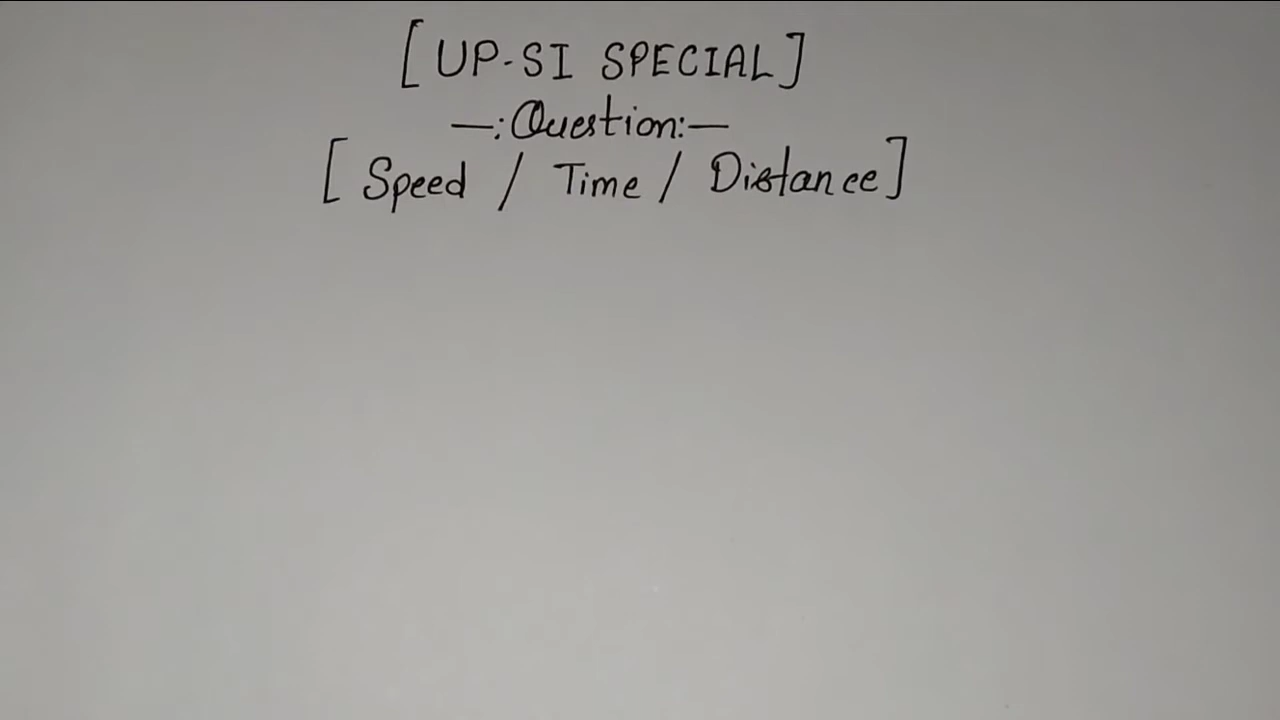 [UP-SI SPECIAL]
—:Question:—
[Speed / Time / Distance]